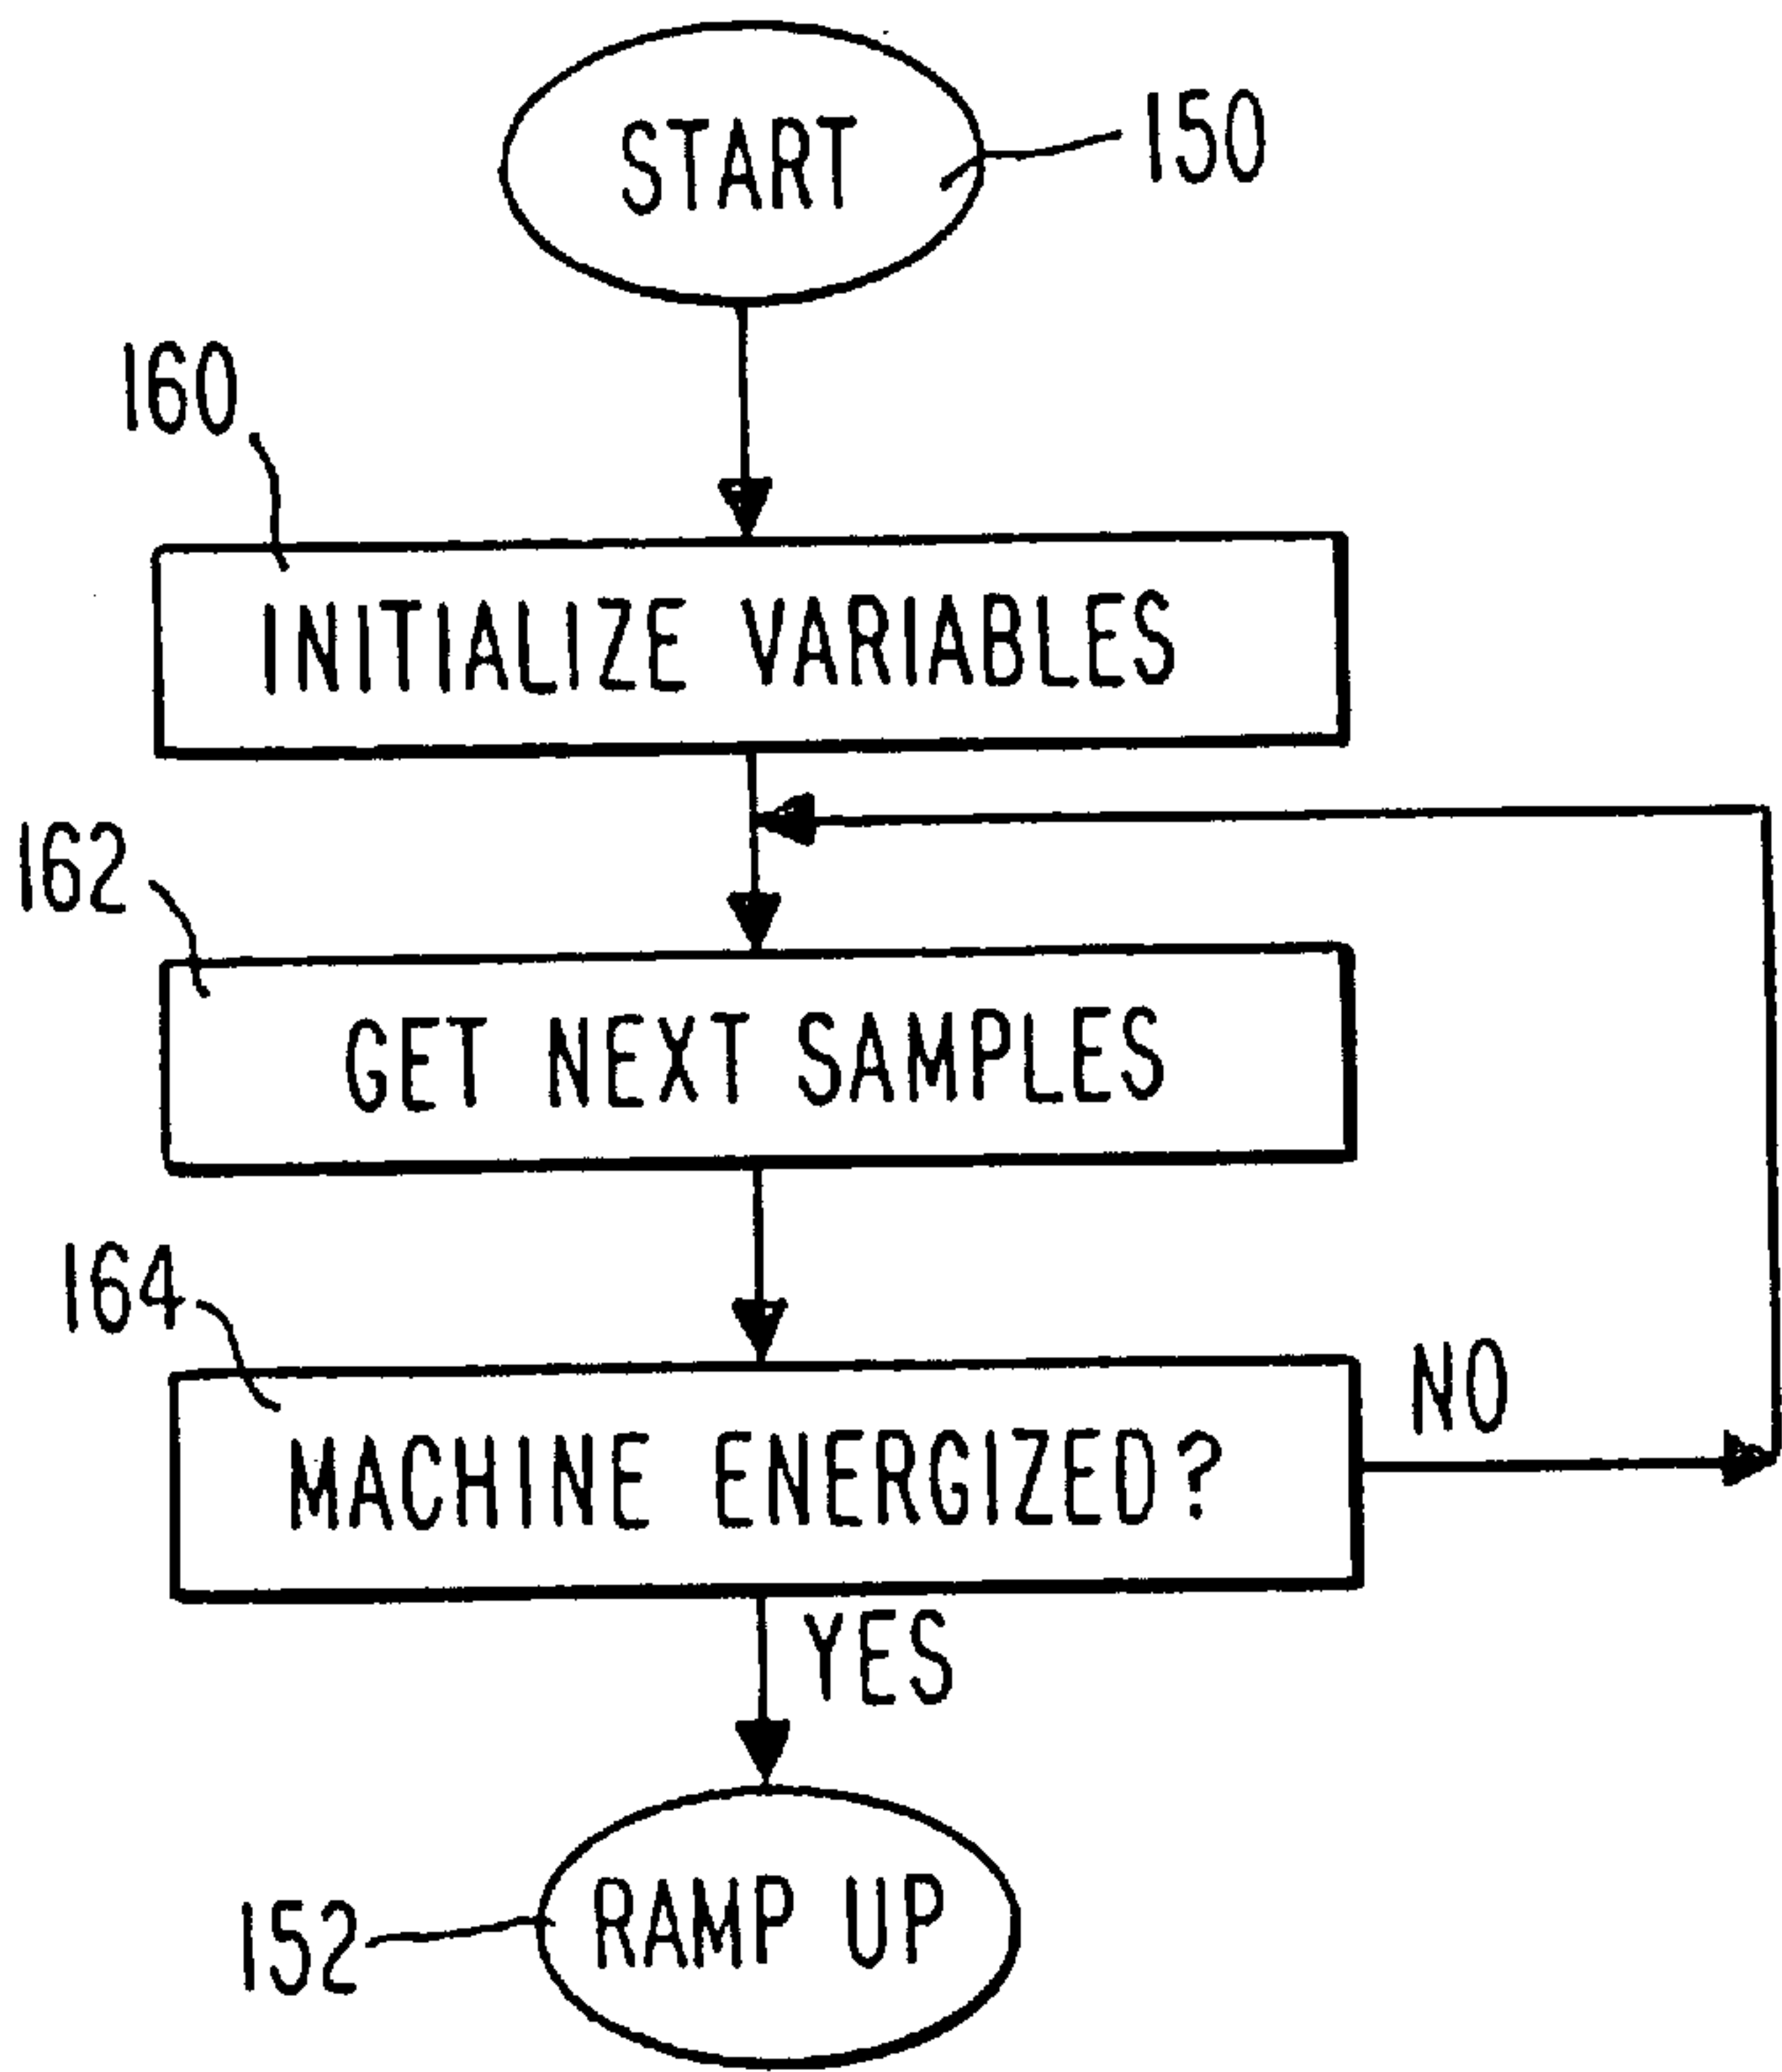 START
150
160
INITIALIZE VARIABLES
162
GET NEXT SAMPLES
164
MACHINE ENERGIZED?
NO
YES
RAMP UP
152